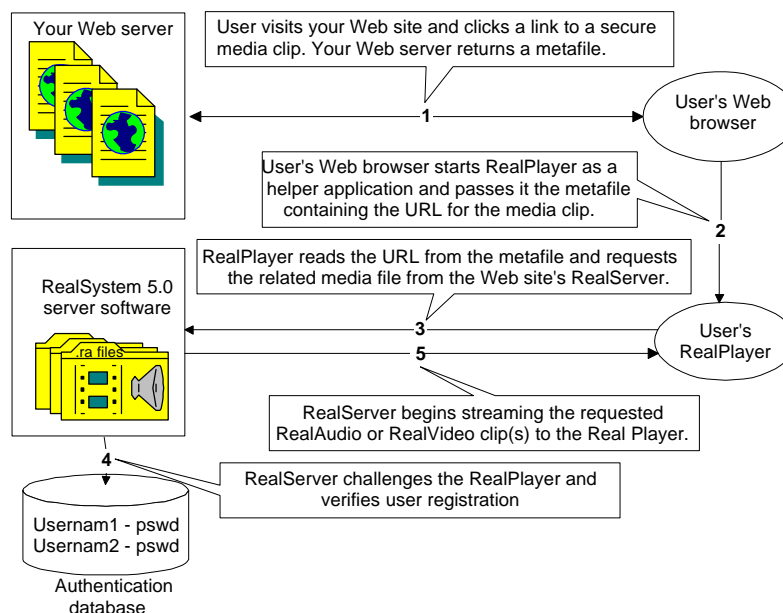 Your Web server
User visits your Web site and clicks a link to a secure
media clip. Your Web server returns a metafile.
1
User's Web
browser
User's Web browser starts RealPlayer as a
helper application and passes it the metafile
containing the URL for the media clip.
2
RealPlayer reads the URL from the metafile and requests
the related media file from the Web site's RealServer.
RealSystem 5.0
server software
.ra files
3
5
User's
RealPlayer
RealServer begins streaming the requested
RealAudio or RealVideo clip(s) to the Real Player.
4
RealServer challenges the RealPlayer and
verifies user registration
Usernam1 - pswd
Usernam2 - pswd
Authentication
database